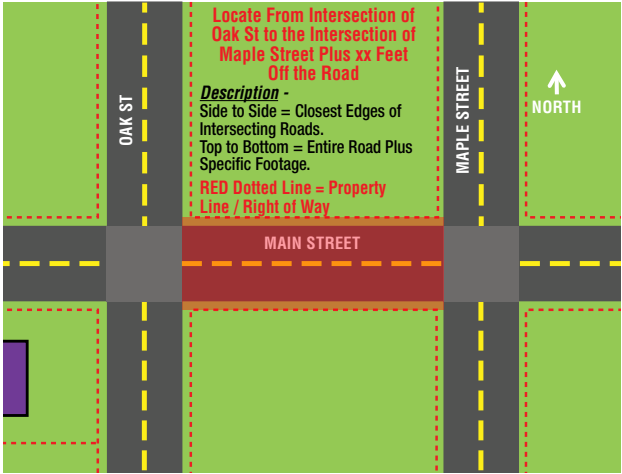 Locate From Intersection of
Oak St to the Intersection of
Maple Street Plus xx Feet
Off the Road
Description -
Side to Side = Closest Edges of
Intersecting Roads.
Top to Bottom = Entire Road Plus
Specific Footage.
RED Dotted Line = Property
Line / Right of Way
OAK ST
MAPLE STREET
NORTH
MAIN STREET